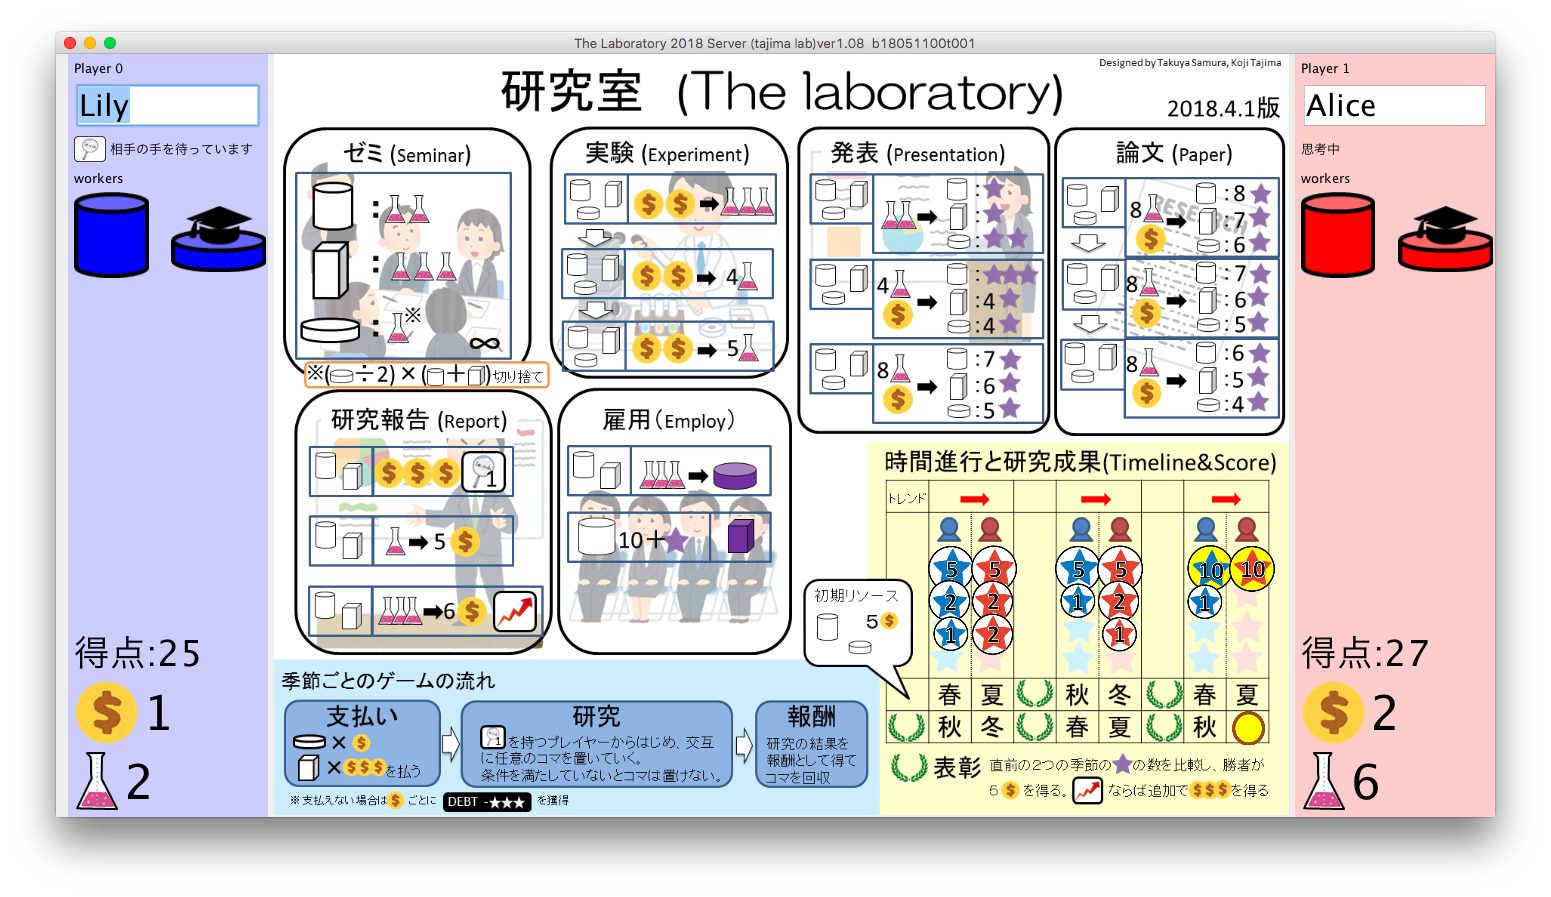 The Laboratory 2018 Server (tajima lab)ver1.08 b18051100t001
Player 0
Lily
相手の手を待っています
workers
得点:25
1
2
Designed by Takuya Samura, Koji Tajima
研究室 (The laboratory)
2018.4.1版
ゼミ (Seminar)
:
:
: ※
∞
※( ÷2)×( + )切り捨て
実験 (Experiment)
4
5
発表 (Presentation)
:
:
:
4 :
:4
:4
8 :7
:6
:5
論文 (Paper)
8 :8
:7
:6
8 :7
:6
:5
8 :6
:5
:4
研究報告 (Report)
1
5
6
雇用(Employ)
10+
初期リソース
5
時間進行と研究成果(Timeline&Score)
トレンド
5 5 5 5 10 10
2 2 1 2 1
1 2 1
春 夏 秋 冬 春 夏
秋 冬 春 夏 秋
表彰 直前の2つの季節の の数を比較し、勝者が
5 を得る。 ならば追加で を得る
季節ごとのゲームの流れ
支払い
×
× を払う
研究
1 を持つプレイヤーからはじめ、交互
に任意のコマを置いていく。
条件を満たしていないとコマは置けない。
報酬
研究の結果を
報酬として得て
コマを回収
※支払えない場合は ごとに DEBT -★★★ を獲得
Player 1
Alice
思考中
workers
得点:27
2
6